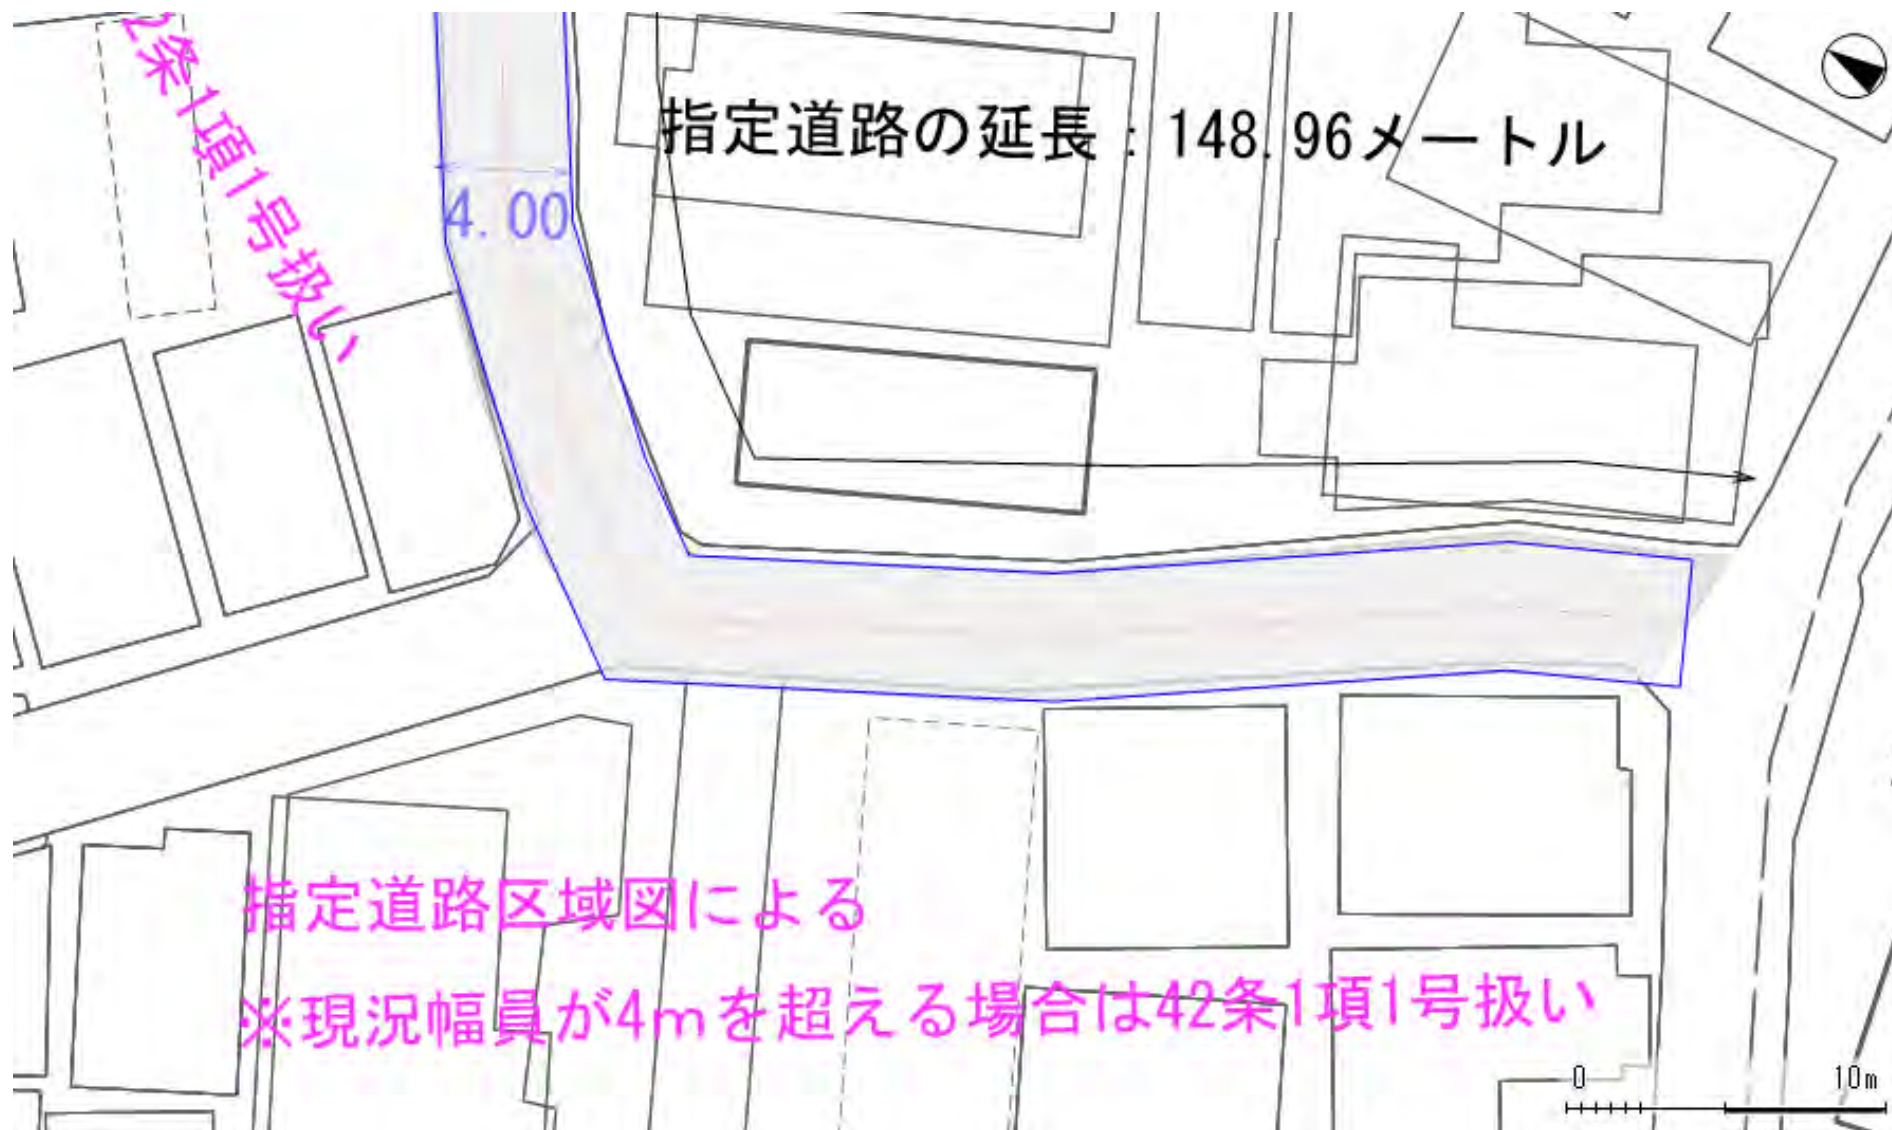 2条1項1号扱い
指定道路の延長:148.96メートル
4.00
指定道路区域図による
※現況幅員が4mを超える場合は42条1項1号扱い
0 10m